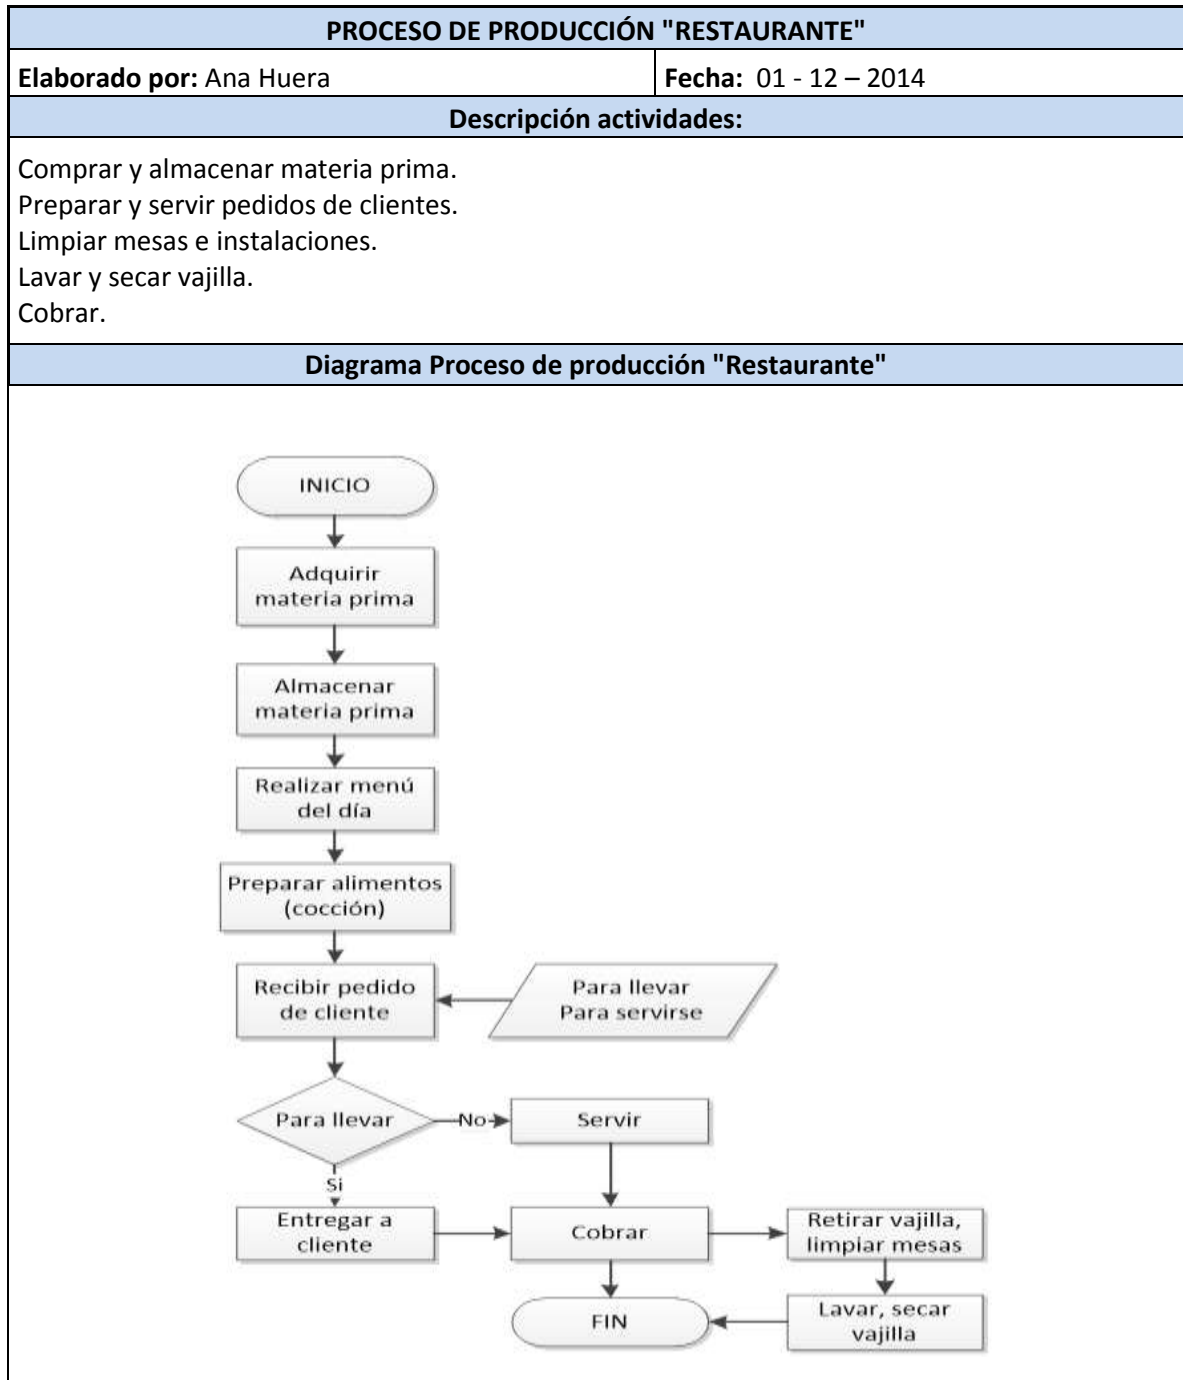 PROCESO DE PRODUCCIÓN "RESTAURANTE"
Elaborado por: Ana Huera
Fecha: 01 - 12 – 2014
Descripción actividades:
Comprar y almacenar materia prima.
Preparar y servir pedidos de clientes.
Limpiar mesas e instalaciones.
Lavar y secar vajilla.
Cobrar.
Diagrama Proceso de producción "Restaurante"
INICIO
Adquirir
materia prima
Almacenar
materia prima
Realizar menú
del día
Preparar alimentos
(cocción)
Recibir pedido
de cliente
Para llevar
Para servirse
Para llevar
No
Servir
Si
Entregar a
cliente
Cobrar
Retirar vajilla,
limpiar mesas
FIN
Lavar, secar
vajilla